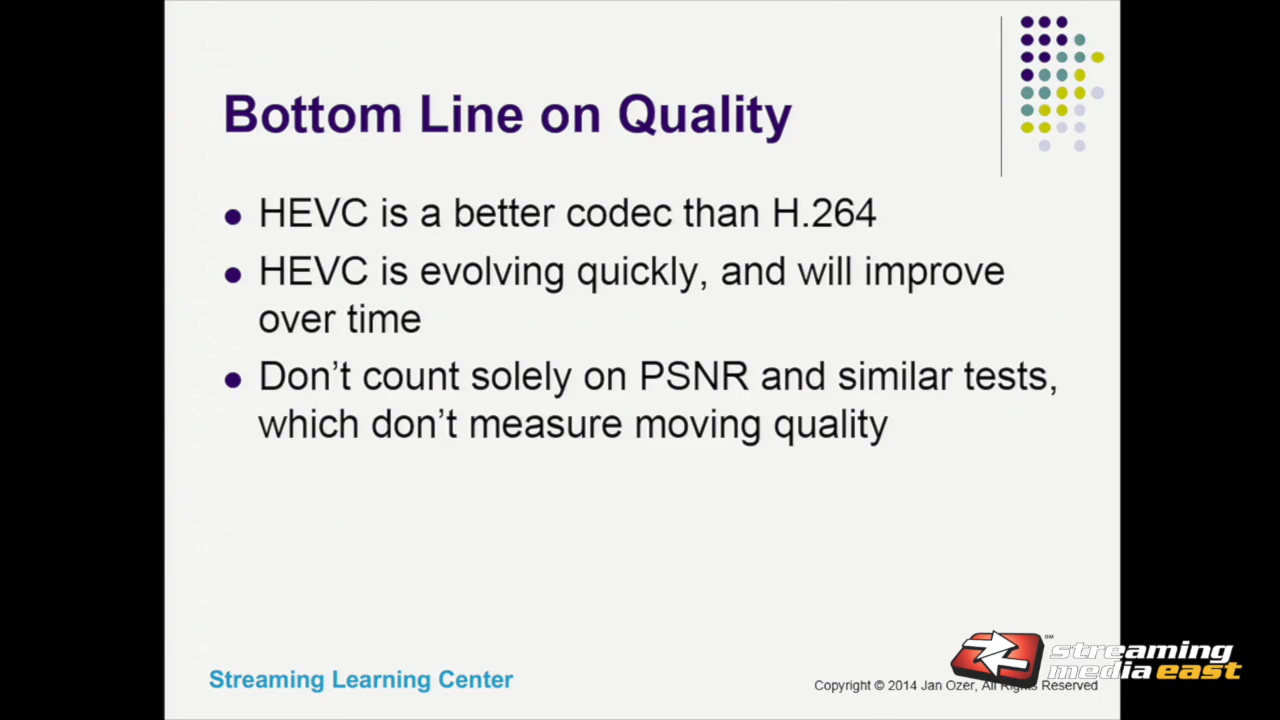 Bottom Line on Quality
HEVC is a better codec than H.264
HEVC is evolving quickly, and will improve
over time
Don't count solely on PSNR and similar tests,
which don't measure moving quality
Streaming Learning Center
Copyright © 2014 Jan Ozer, All Rights Reserved
SM
streaming
media east